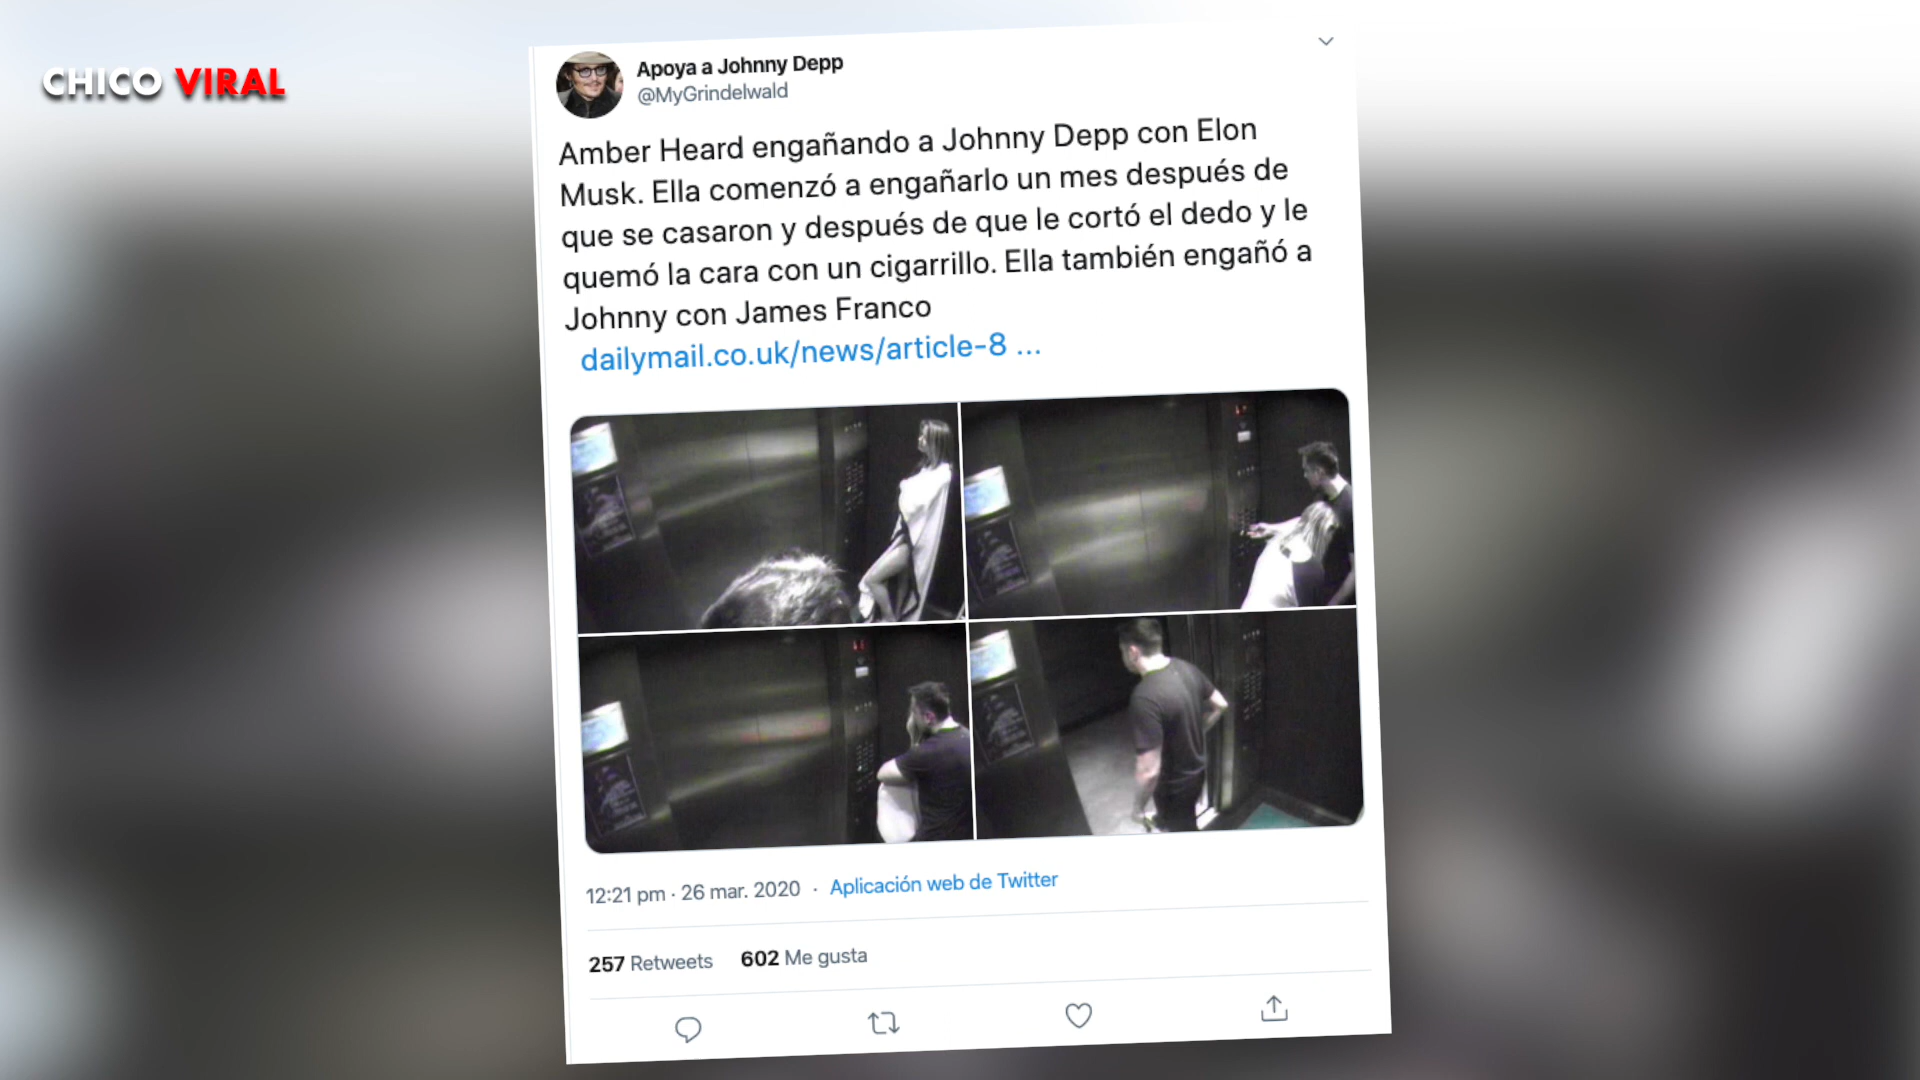 CHICO VIRAL
Apoya a Johnny Depp
@MyGrindelwald
Amber Heard engañando a Johnny Depp con Elon
Musk. Ella comenzó a engañarlo un mes después de
que se casaron y después de que le cortó el dedo y le
quemó la cara con un cigarrillo. Ella también engañó a
Johnny con James Franco
dailymail.co.uk/news/article-8 ...
12:21 pm · 26 mar. 2020 · Aplicación web de Twitter
257 Retweets 602 Me gusta